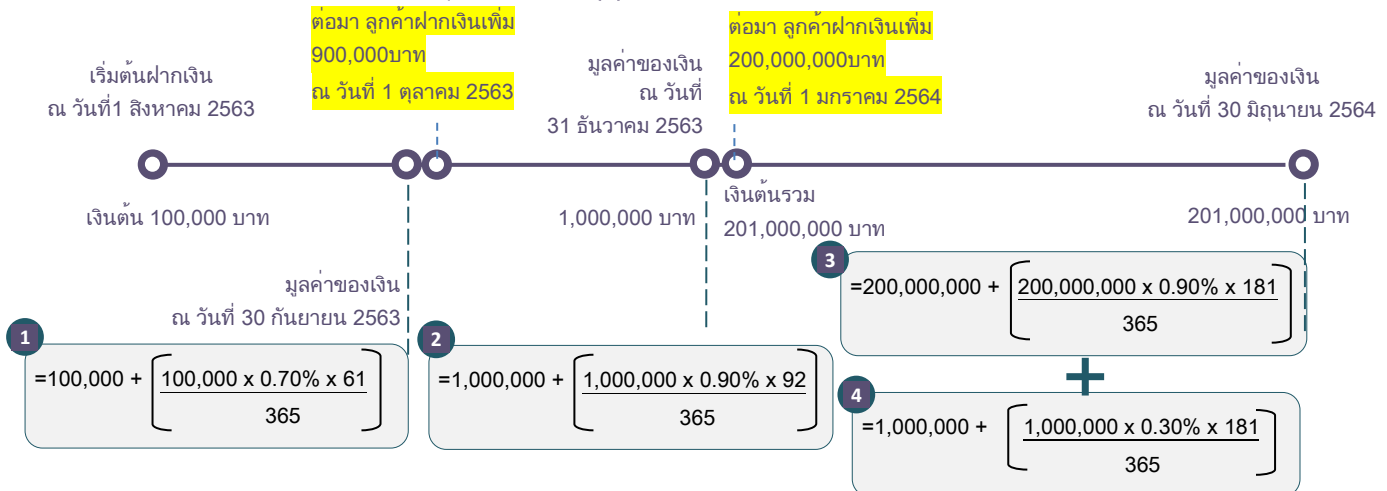 ต่อมา ลูกค้าฝากเงินเพิ่ม
900,000บาท
ณ วันที่ 1 ตุลาคม 2563
ต่อมา ลูกค้าฝากเงินเพิ่ม
200,000,000บาท
ณ วันที่ 1 มกราคม 2564
เริ่มต้นฝากเงิน
ณ วันที่1 สิงหาคม 2563
มูลค่าของเงิน
ณ วันที่
31 ธันวาคม 2563
มูลค่าของเงิน
ณ วันที่ 30 มิถุนายน 2564
เงินต้น 100,000 บาท
1,000,000 บาท
เงินต้นรวม
201,000,000 บาท
201,000,000 บาท
มูลค่าของเงิน
ณ วันที่ 30 กันยายน 2563
1
=100,000 + [100,000 x 0.70% x 61
365]
2
=1,000,000 + [1,000,000 x 0.90% x 92
365]
3
=200,000,000 + [200,000,000 x 0.90% x 181
365]
+
4
=1,000,000 + [1,000,000 x 0.30% x 181
365]